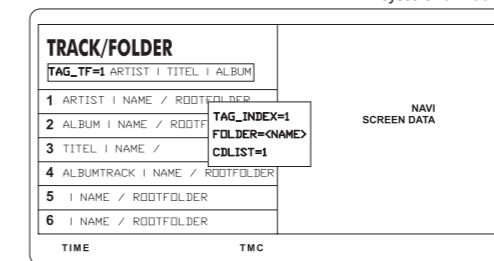 TRACK/FOLDER
TAG_TF=1 ARTIST | TITEL | ALBUM
1 ARTIST | NAME / ROOTFOLDER
2 ALBUM | NAME / ROOTF
3 TITEL | NAME /
4 ALBUMTRACK | NAME / ROOTFOLDER
5 | NAME / ROOTFOLDER
6 | NAME / ROOTFOLDER
TAG_INDEX=1
FOLDER=<NAME>
CDLIST=1
NAVI
SCREEN DATA
TIME TMC